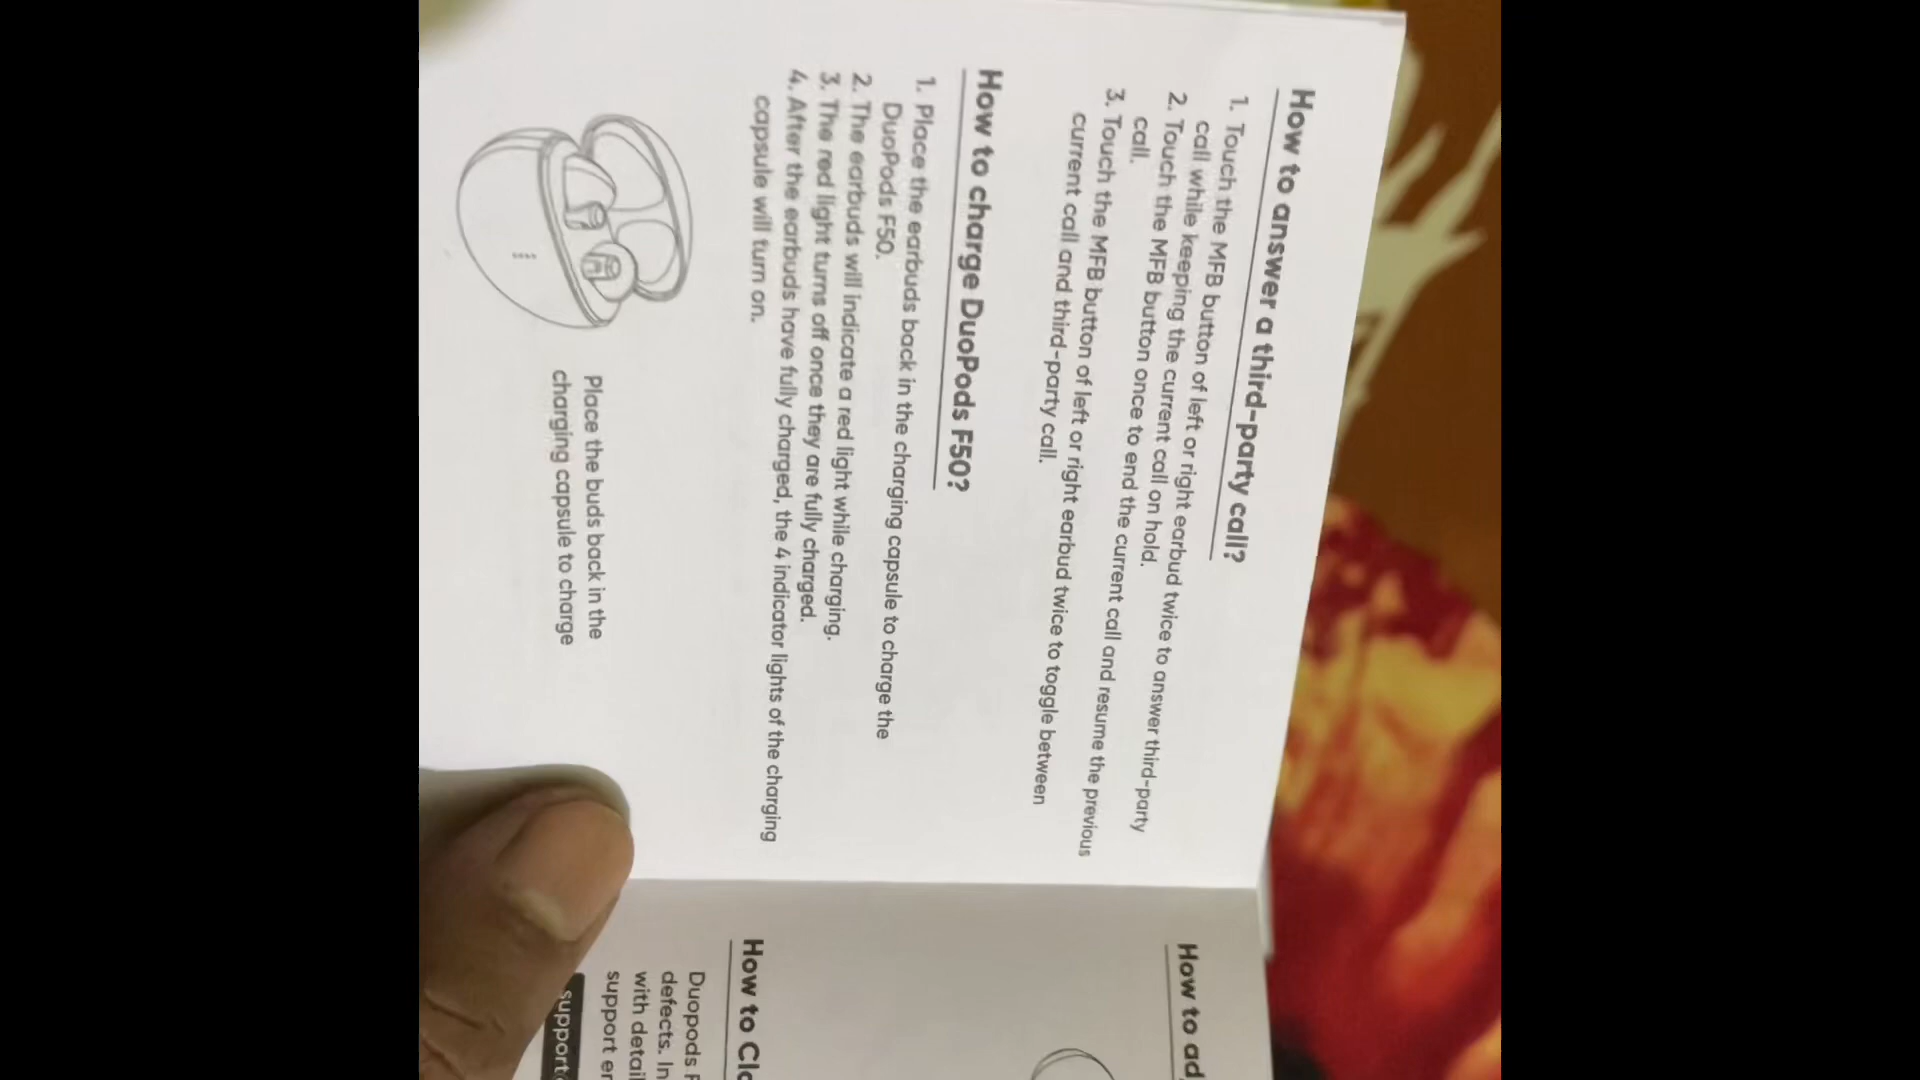 How to answer a third-party call?
1. Touch the MFB button of left or right earbud twice to answer third-party
call while keeping the current call on hold.
2. Touch the MFB button once to end the current call and resume the previous
call.
3. Touch the MFB button of left or right earbud twice to toggle between
current call and third-party call.
How to charge DuoPods F50?
1. Place the earbuds back in the charging capsule to charge the
DuoPods F50.
2. The earbuds will indicate a red light while charging.
3. The red light turns off once they are fully charged.
4. After the earbuds have fully charged, the 4 indicator lights of the charging
capsule will turn on.
Place the buds back in the
charging capsule to charge
How to ad
How to Cla
Duopods F
defects. In
with detail
support em
support@